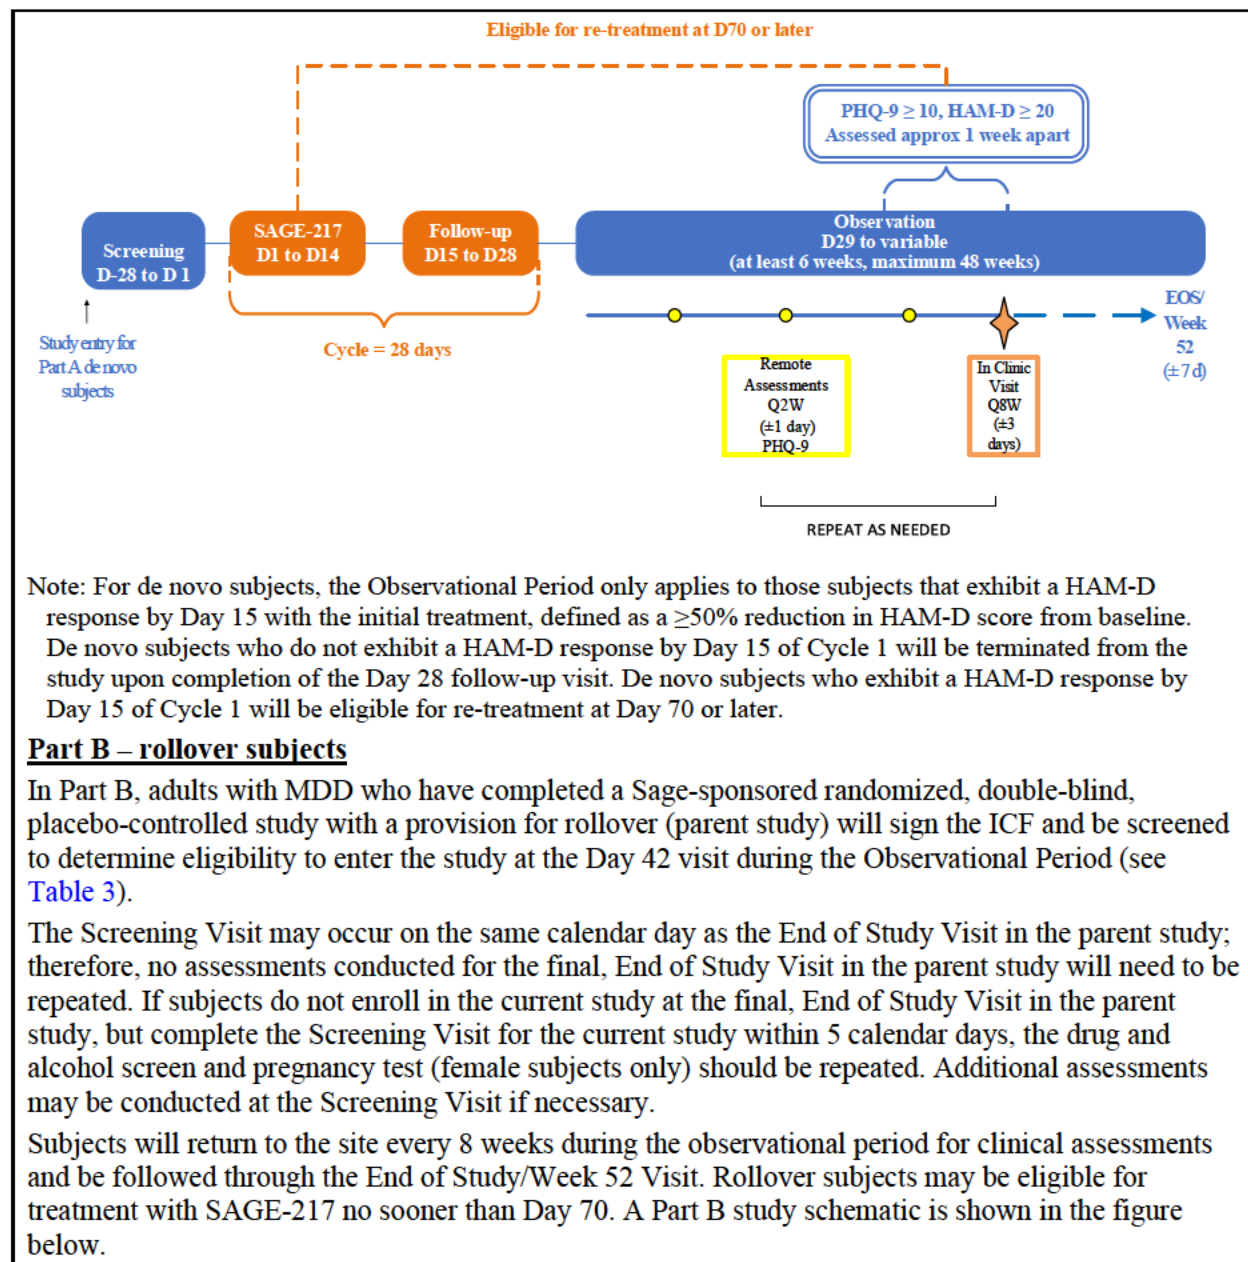 Eligible for re-treatment at D70 or later
PHQ-9 ≥ 10, HAM-D ≥ 20
Assessed approx 1 week apart
Screening
D-28 to D 1
SAGE-217
D1 to D14
Follow-up
D15 to D28
Observation
D29 to variable
(at least 6 weeks, maximum 48 weeks)
Study entry for
Part A de novo
subjects
Cycle = 28 days
EOS/
Week
52
(± 7 d)
Remote
Assessments
Q2W
(±1 day)
PHQ-9
In Clinic
Visit
Q8W
(±3
days)
REPEAT AS NEEDED
Note: For de novo subjects, the Observational Period only applies to those subjects that exhibit a HAM-D
response by Day 15 with the initial treatment, defined as a ≥50% reduction in HAM-D score from baseline.
De novo subjects who do not exhibit a HAM-D response by Day 15 of Cycle 1 will be terminated from the
study upon completion of the Day 28 follow-up visit. De novo subjects who exhibit a HAM-D response by
Day 15 of Cycle 1 will be eligible for re-treatment at Day 70 or later.
Part B – rollover subjects
In Part B, adults with MDD who have completed a Sage-sponsored randomized, double-blind,
placebo-controlled study with a provision for rollover (parent study) will sign the ICF and be screened
to determine eligibility to enter the study at the Day 42 visit during the Observational Period (see
Table 3).
The Screening Visit may occur on the same calendar day as the End of Study Visit in the parent study;
therefore, no assessments conducted for the final, End of Study Visit in the parent study will need to be
repeated. If subjects do not enroll in the current study at the final, End of Study Visit in the parent
study, but complete the Screening Visit for the current study within 5 calendar days, the drug and
alcohol screen and pregnancy test (female subjects only) should be repeated. Additional assessments
may be conducted at the Screening Visit if necessary.
Subjects will return to the site every 8 weeks during the observational period for clinical assessments
and be followed through the End of Study/Week 52 Visit. Rollover subjects may be eligible for
treatment with SAGE-217 no sooner than Day 70. A Part B study schematic is shown in the figure
below.